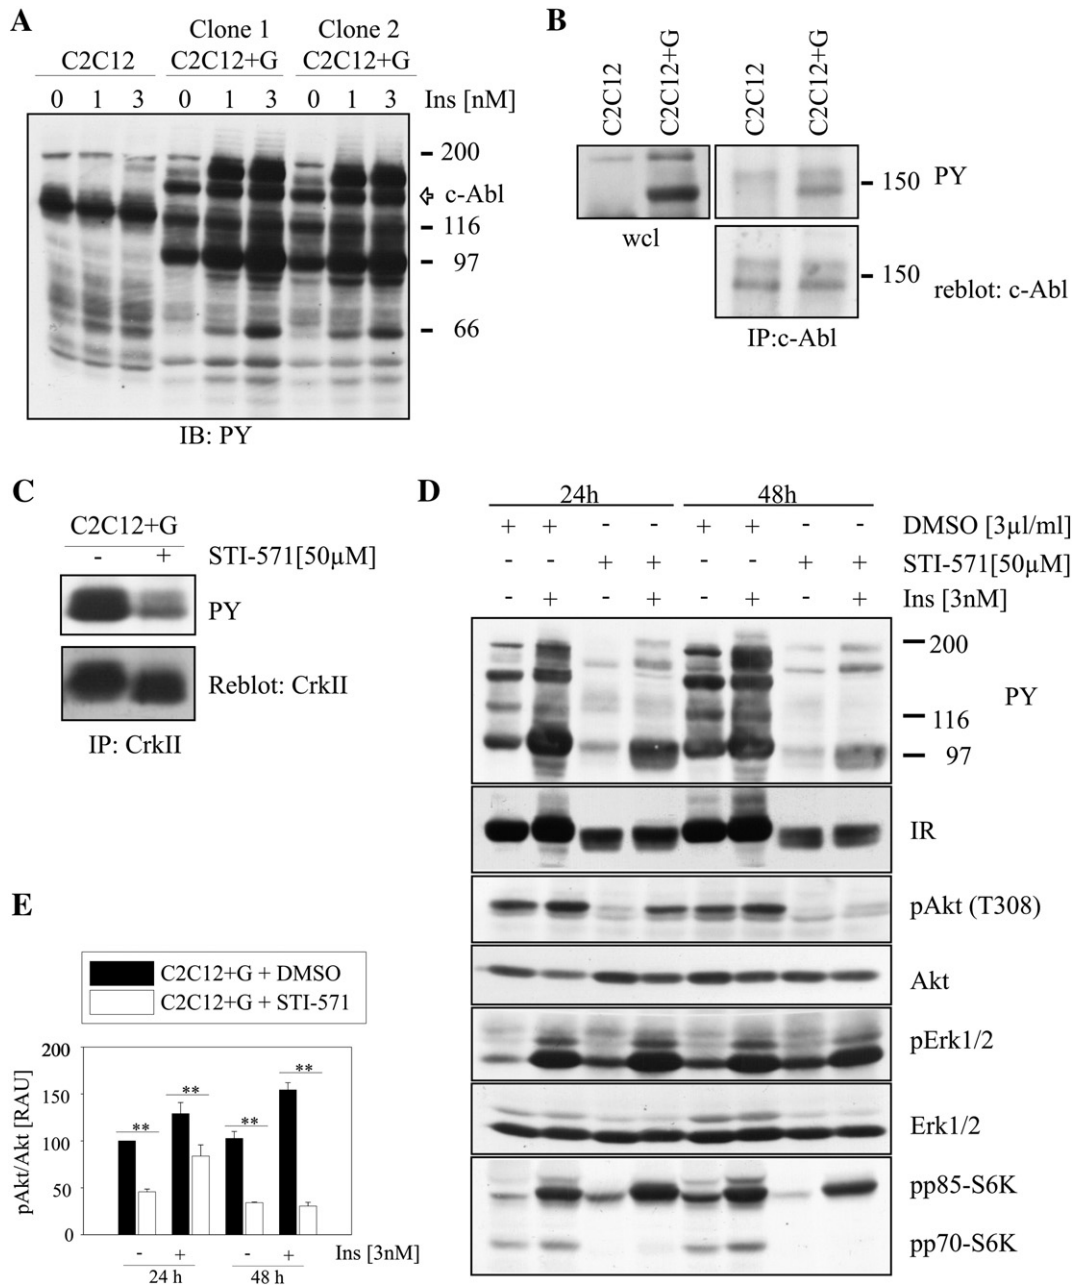 A
Clone 1
Clone 2
C2C12
C2C12+G
C2C12+G
0 1 3 0 1 3 0 1 3 Ins [nM]
200
c-Abl
116
97
66
IB: PY
B
C2C12
C2C12+G
C2C12
C2C12+G
150 PY
wcl
150 reblot: c-Abl
IP:c-Abl
C
C2C12+G
- + STI-571[50µM]
PY
Reblot: CrkII
IP: CrkII
D
24h 48h
+ + - - + + - - DMSO [3µl/ml]
- - + + - - + + STI-571[50µM]
- + - + - + - + Ins [3nM]
200
PY
116
97
IR
pAkt (T308)
Akt
pErk1/2
Erk1/2
pp85-S6K
pp70-S6K
E
C2C12+G + DMSO
C2C12+G + STI-571
pAkt/Akt [RAU]
200
150
100
50
0
** ** ** **
- + - + Ins [3nM]
24 h 48 h